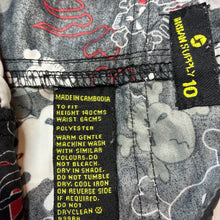 INDIAN SUPPLY
10
MADE IN CAMBODIA
TO FIT
HEIGHT 140CMS
WAIST 64CMS
POLYESTER
WARM GENTLE
MACHINE WASH
WITH SIMILAR
COLOURS. DO
NOT BLEACH.
DRY IN SHADE.
DO NOT TUMBLE
DRY. COOL IRON
ON REVERSE SIDE
IF REQUIRED.
DO NOT
DRYCLEAN